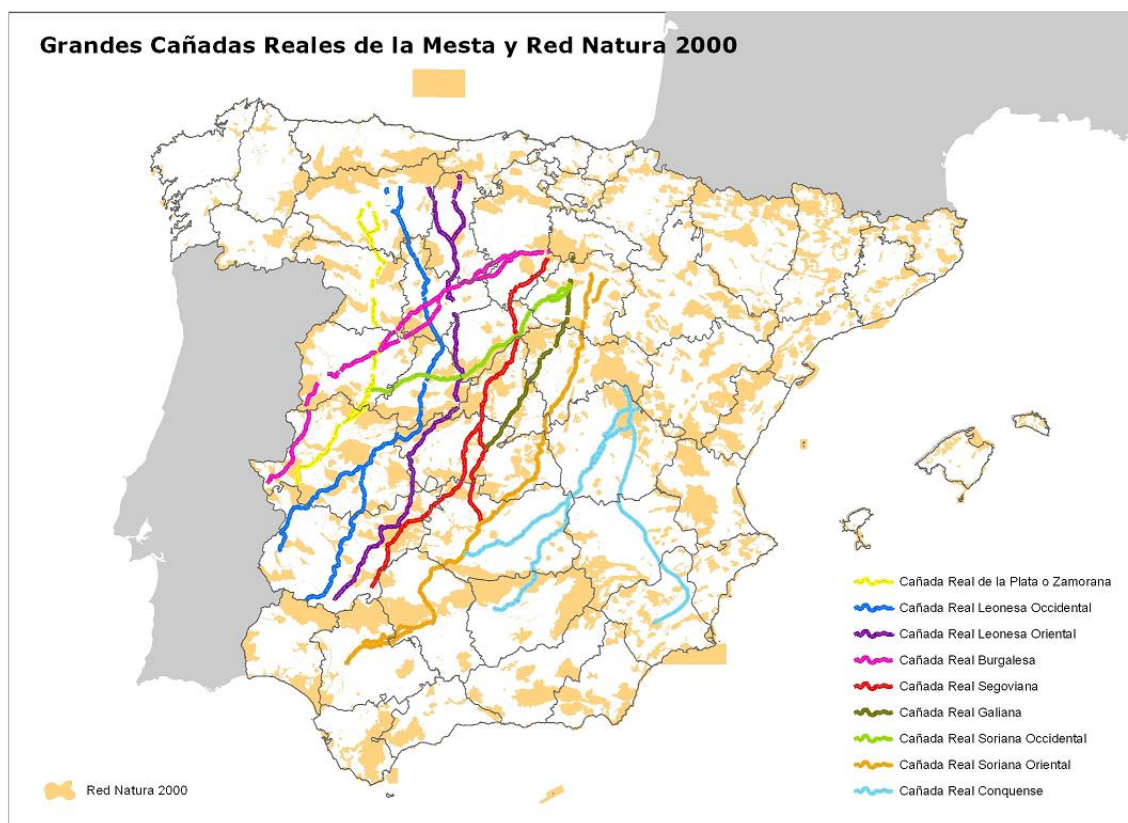 Grandes Cañadas Reales de la Mesta y Red Natura 2000
Cañada Real de la Plata o Zamorana
Cañada Real Leonesa Occidental
Cañada Real Leonesa Oriental
Cañada Real Burgalesa
Cañada Real Segoviana
Cañada Real Galiana
Cañada Real Soriana Occidental
Cañada Real Soriana Oriental
Cañada Real Conquense
Red Natura 2000